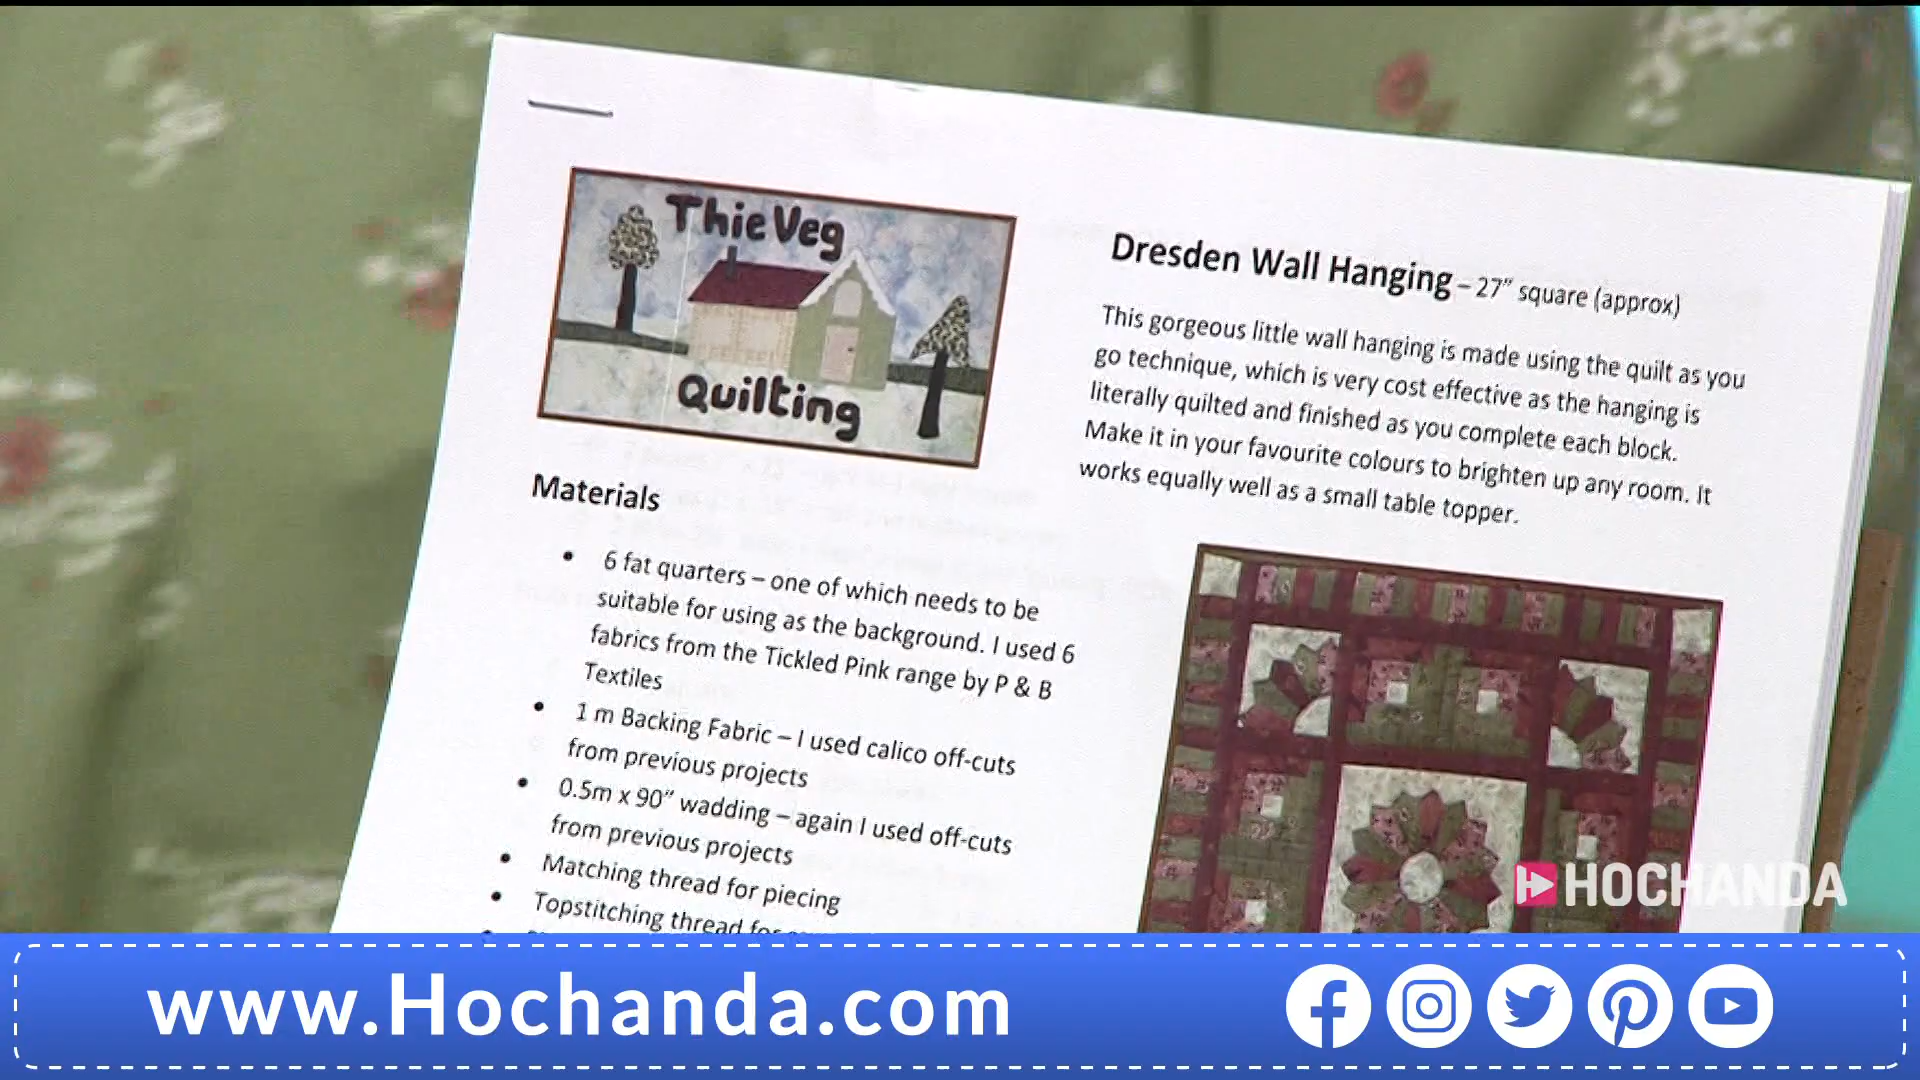 Thie Veg
Quilting
Dresden Wall Hanging – 27” square (approx)
This gorgeous little wall hanging is made using the quilt as you
go technique, which is very cost effective as the hanging is
literally quilted and finished as you complete each block.
Make it in your favourite colours to brighten up any room. It
works equally well as a small table topper.
Materials
• 6 fat quarters – one of which needs to be
suitable for using as the background. I used 6
fabrics from the Tickled Pink range by P & B
Textiles
• 1 m Backing Fabric – I used calico off-cuts
from previous projects
• 0.5m x 90” wadding – again I used off-cuts
from previous projects
• Matching thread for piecing
• Topstitching thread for
HOCHANDA
www.Hochanda.com